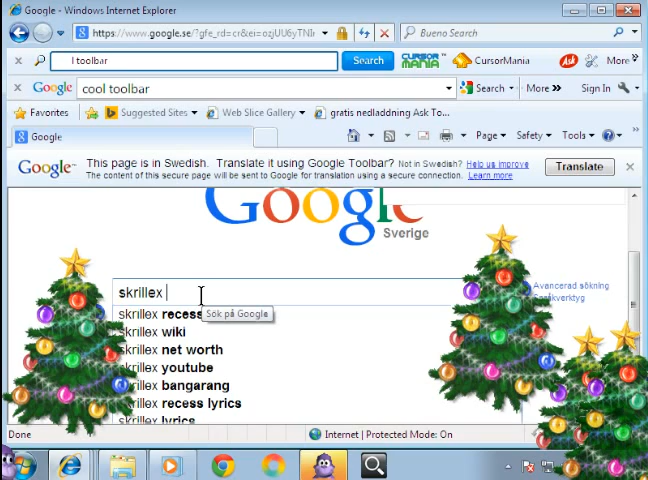 Google - Windows Internet Explorer
https://www.google.se/?gfe_rd=cr&ei=ozjUU6yTNI
Bueno Search
l toolbar
Search
CURSOR MANIA
CursorMania
Ask
More
Google
cool toolbar
Search
More
Sign In
Favorites
Suggested Sites
Web Slice Gallery
gratis nedladdning Ask To...
Google
Page
Safety
Tools
Google
This page is in Swedish. Translate it using Google Toolbar?
Not in Swedish?
Help us improve
The content of this secure page will be sent to Google for translation using a secure connection.
Learn more
Translate
Google
Sverige
skrillex
Avancerad sökning
Språkverktyg
Sök på Google
skrillex recess
skrillex wiki
skrillex net worth
skrillex youtube
skrillex bangarang
skrillex recess lyrics
skrillex lyrics
Done
Internet | Protected Mode: On